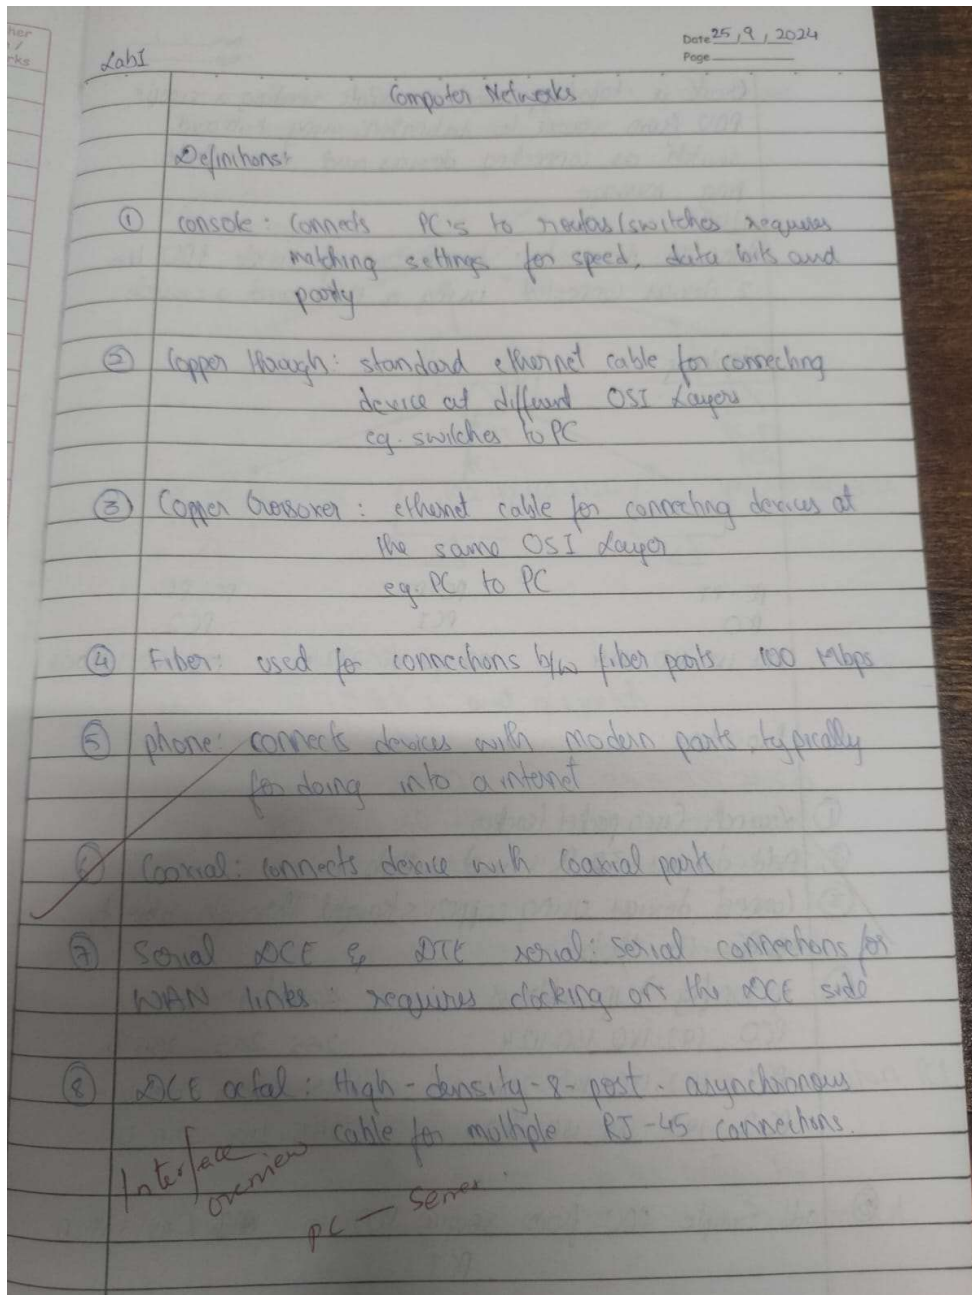 Date 25, 9, 2024
Page
Lab I
Computer Networks
Definitions:
① console: Connects PC's to routers/switches requires
matching settings for speed, data bits and
parity
② Copper through: standard ethernet cable for connecting
device at different OSI Layers
eg. switches to PC
③ Copper Crossover: ethernet cable for connecting devices at
the same OSI Layer
eg PC to PC
④ Fiber: used for connections b/w fiber ports 100 Mbps
⑤ phone: connects devices with modem ports typically
for doing into a internet
⑥ Coaxial: connects device with coaxial ports
⑦ Serial DCE & DTE serial: serial connections for
WAN links: requires clocking on the DCE side
⑧ DCE octal: High-density-8-port. asynchronous
cable for multiple RJ-45 connections.
Interface
overview
PC — Server